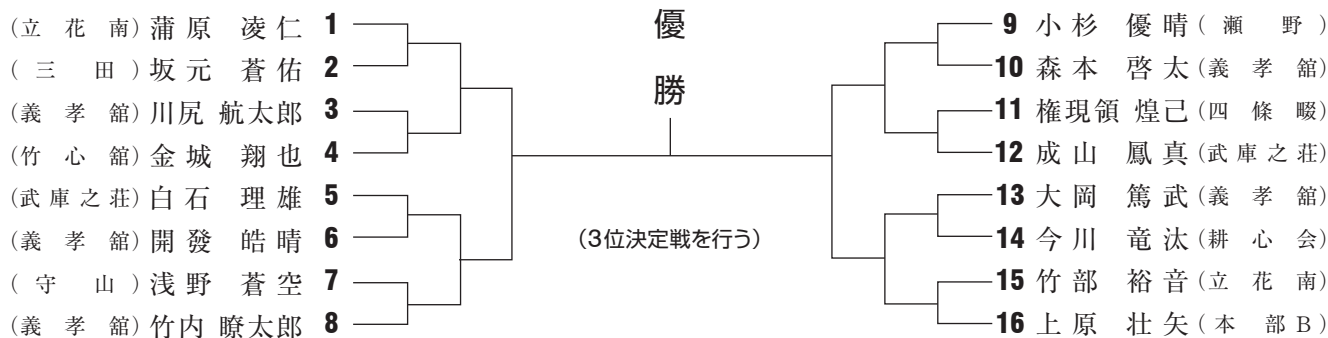 (立花南) 蒲原 凌仁 1
(三田) 坂元 蒼佑 2
(義孝舘) 川尻 航太郎 3
(竹心舘) 金城 翔也 4
(武庫之荘) 白石 理雄 5
(義孝舘) 開發 皓晴 6
(守山) 浅野 蒼空 7
(義孝舘) 竹内 瞭太郎 8
優勝
(3位決定戦を行う)
9 小杉 優晴 (瀬野)
10 森本 啓太 (義孝舘)
11 権現領 煌己 (四條畷)
12 成山 鳳真 (武庫之荘)
13 大岡 篤武 (義孝舘)
14 今川 竜汰 (耕心会)
15 竹部 裕音 (立花南)
16 上原 壮矢 (本部B)